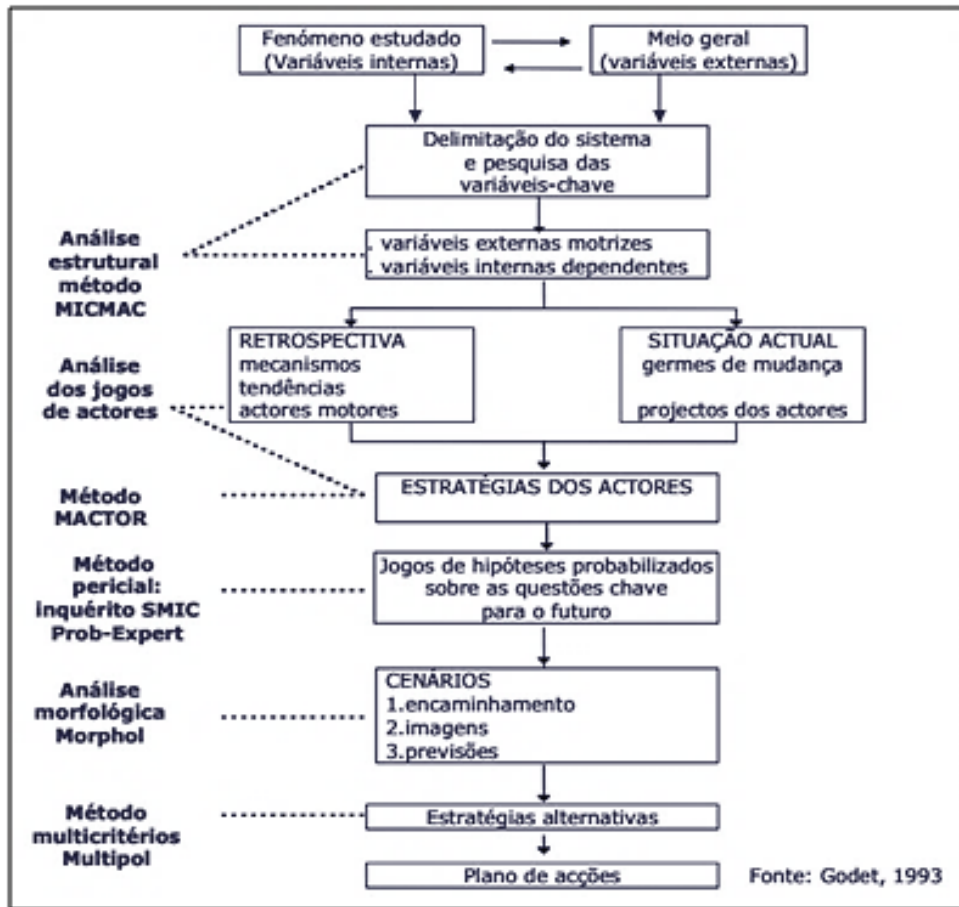 Fenómeno estudado
(Variáveis internas)
Meio geral
(variáveis externas)
Delimitação do sistema
e pesquisa das
variáveis-chave
Análise
estrutural
método
MICMAC
. variáveis externas motrizes
. variáveis internas dependentes
RETROSPECTIVA
mecanismos
tendências
actores motores
SITUAÇÃO ACTUAL
germes de mudança
projectos dos actores
Análise
dos jogos
de actores
Método
MACTOR
ESTRATÉGIAS DOS ACTORES
Método
pericial:
inquérito SMIC
Prob-Expert
Jogos de hipóteses probabilizados
sobre as questões chave
para o futuro
Análise
morfológica
Morphol
CENÁRIOS
1.encaminhamento
2.imagens
3.previsões
Método
multicritérios
Multipol
Estratégias alternativas
Plano de acções
Fonte: Godet, 1993